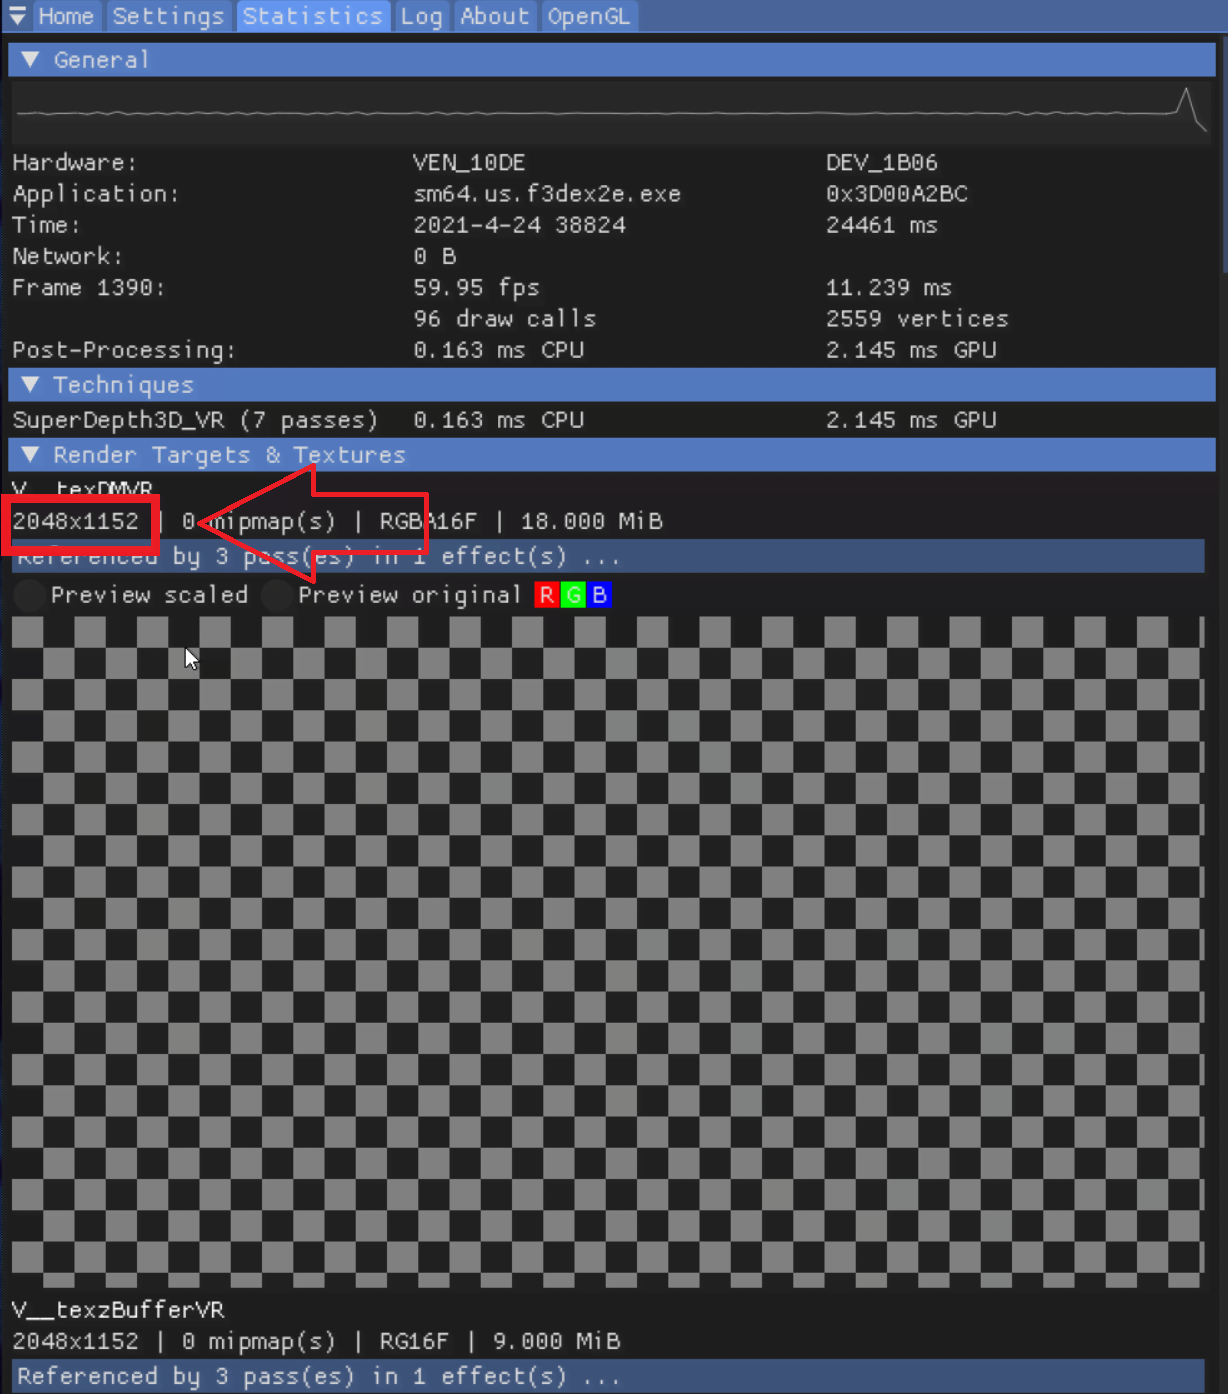 Home Settings Statistics Log About OpenGL
General
Hardware: VEN_10DE DEV_1B06
Application: sm64.us.f3dex2e.exe 0x3D00A2BC
Time: 2021-4-24 38824 24461 ms
Network: 0 B
Frame 1390: 59.95 fps 11.239 ms
96 draw calls 2559 vertices
Post-Processing: 0.163 ms CPU 2.145 ms GPU
Techniques
SuperDepth3D_VR (7 passes) 0.163 ms CPU 2.145 ms GPU
Render Targets & Textures
V__texDMVR
2048x1152 | 0 mipmap(s) | RGBA16F | 18.000 MiB
Referenced by 3 pass(es) in 1 effect(s) ...
Preview scaled Preview original R G B
V__texzBufferVR
2048x1152 | 0 mipmap(s) | RG16F | 9.000 MiB
Referenced by 3 pass(es) in 1 effect(s) ...